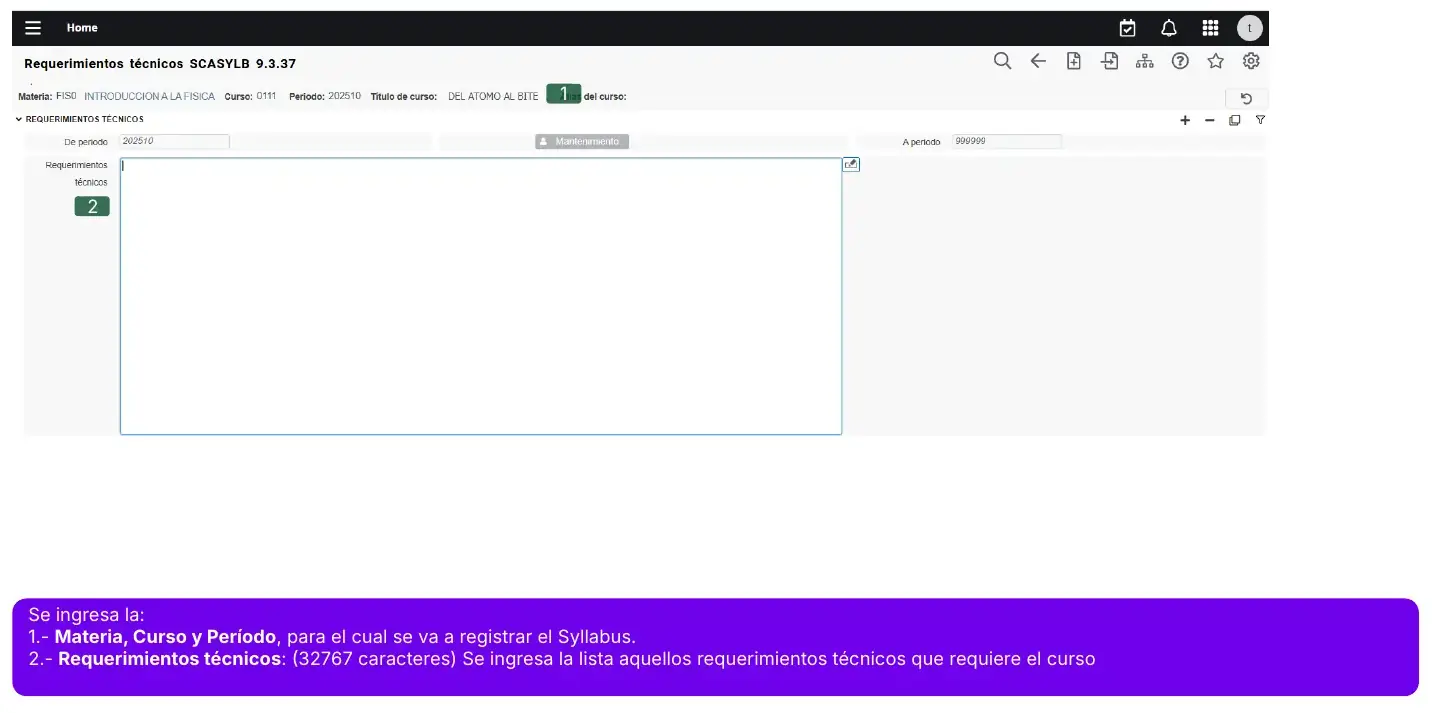 Home
t
Requerimientos técnicos SCASYLB 9.3.37
Materia: FIS0 INTRODUCCION A LA FISICA Curso: 0111 Periodo: 202510 Título de curso: DEL ATOMO AL BITE 1 del curso:
REQUERIMIENTOS TÉCNICOS
De periodo 202510 Mantenimiento A periodo 999999
Requerimientos
técnicos
2
Se ingresa la:
1.- Materia, Curso y Período, para el cual se va a registrar el Syllabus.
2.- Requerimientos técnicos: (32767 caracteres) Se ingresa la lista aquellos requerimientos técnicos que requiere el curso